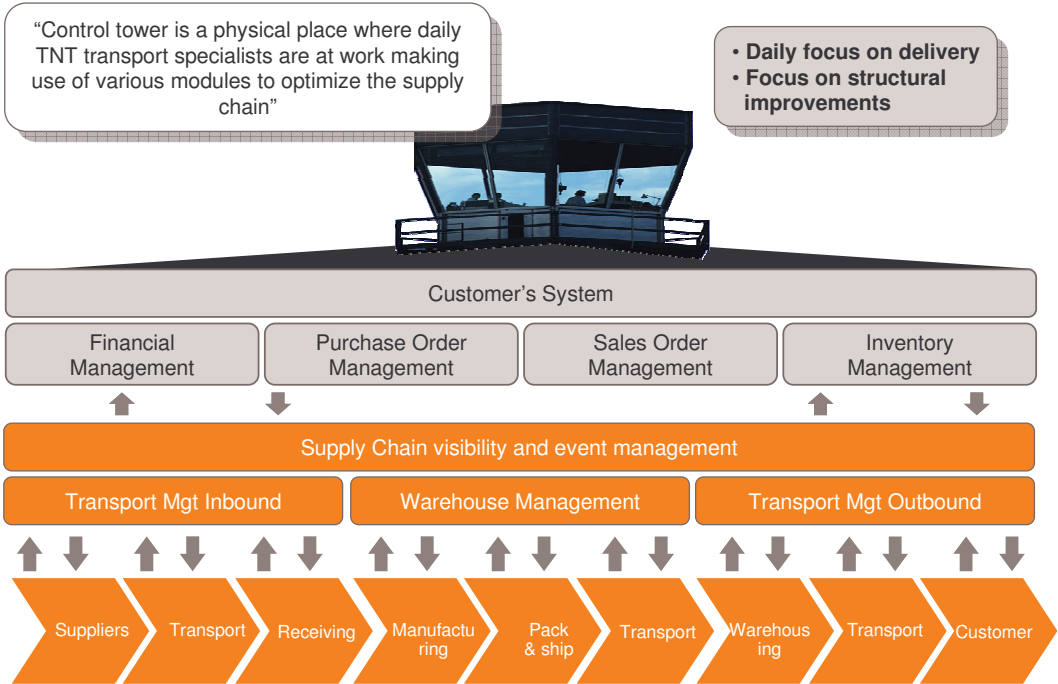 “Control tower is a physical place where daily
TNT transport specialists are at work making
use of various modules to optimize the supply
chain”
• Daily focus on delivery
• Focus on structural
improvements
Customer’s System
Financial
Management
Purchase Order
Management
Sales Order
Management
Inventory
Management
Supply Chain visibility and event management
Transport Mgt Inbound
Warehouse Management
Transport Mgt Outbound
Suppliers
Transport
Receiving
Manufactu
ring
Pack
& ship
Transport
Warehous
ing
Transport
Customer